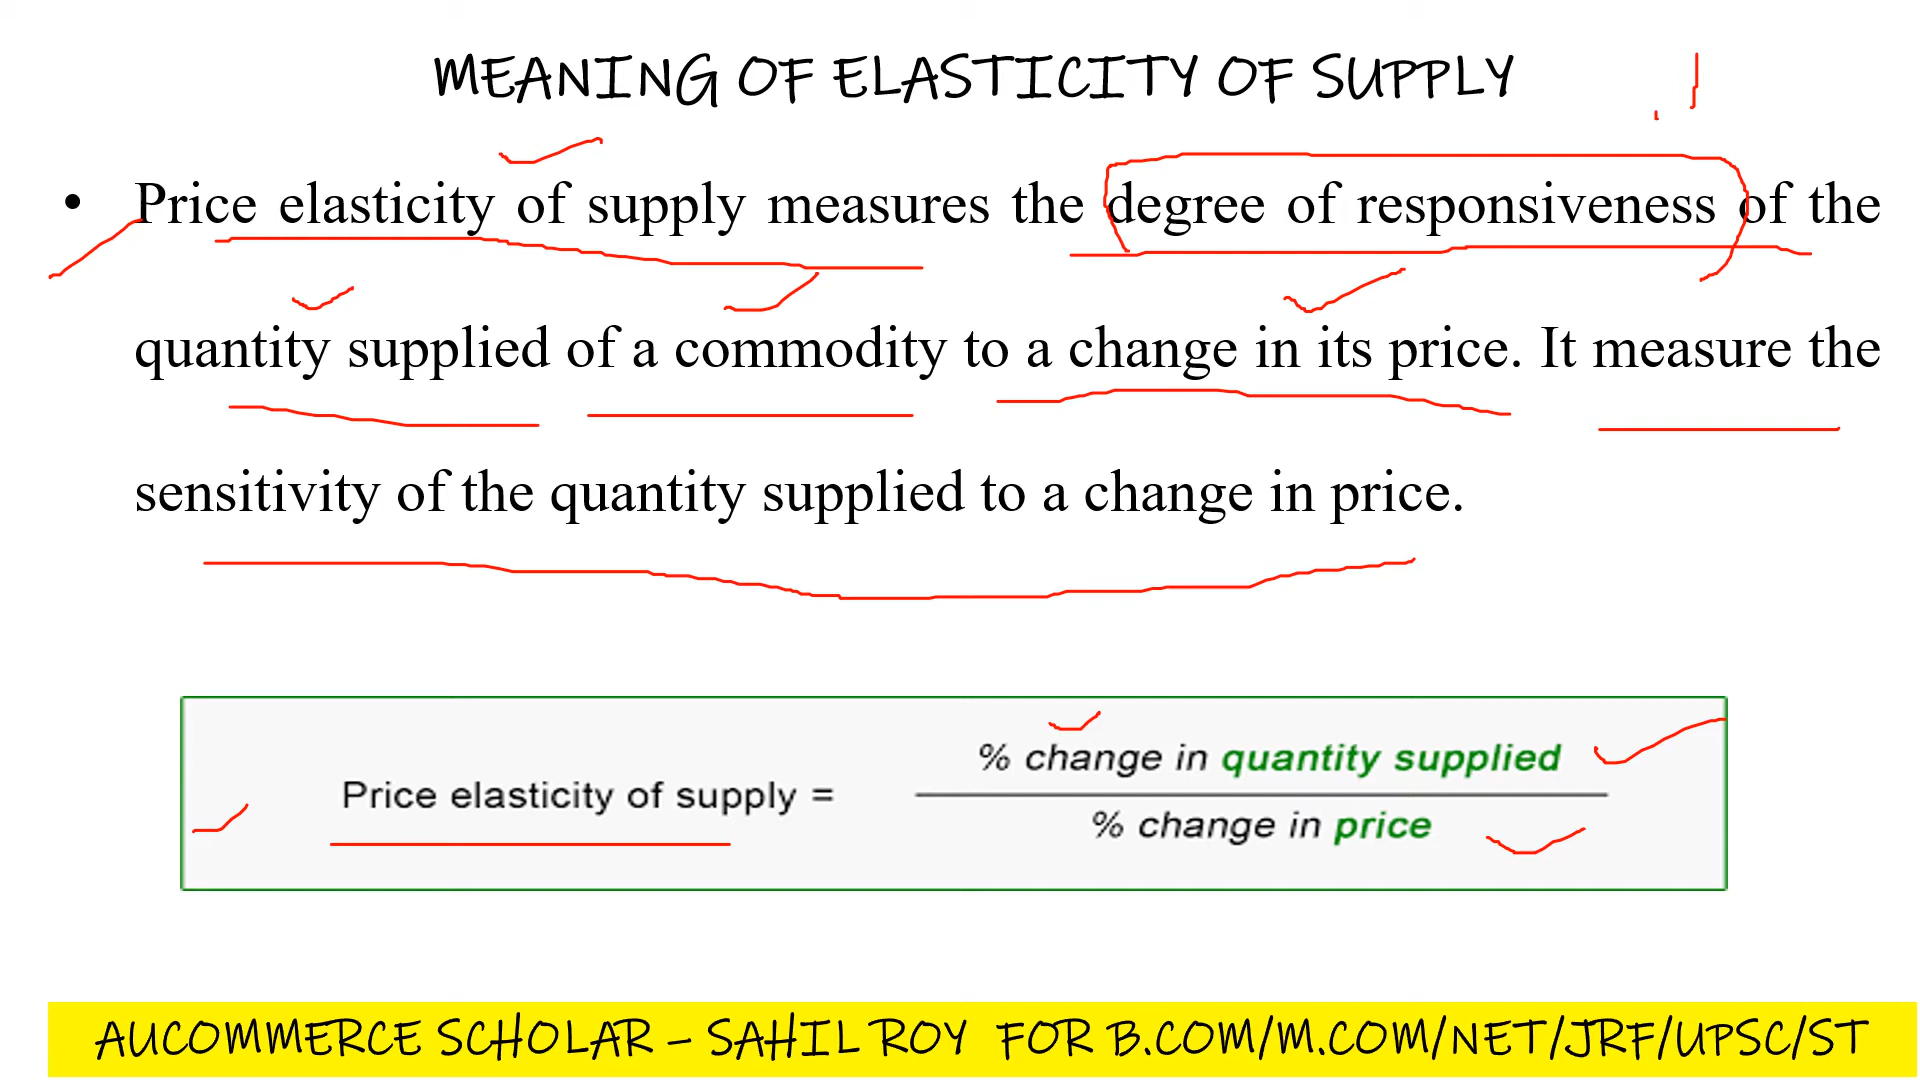 MEANING OF ELASTICITY OF SUPPLY
• Price elasticity of supply measures the degree of responsiveness of the
quantity supplied of a commodity to a change in its price. It measure the
sensitivity of the quantity supplied to a change in price.
Price elasticity of supply =
% change in quantity supplied
% change in price
AUCOMMERCE SCHOLAR – SAHIL ROY FOR B.COM/M.COM/NET/JRF/UPSC/ST